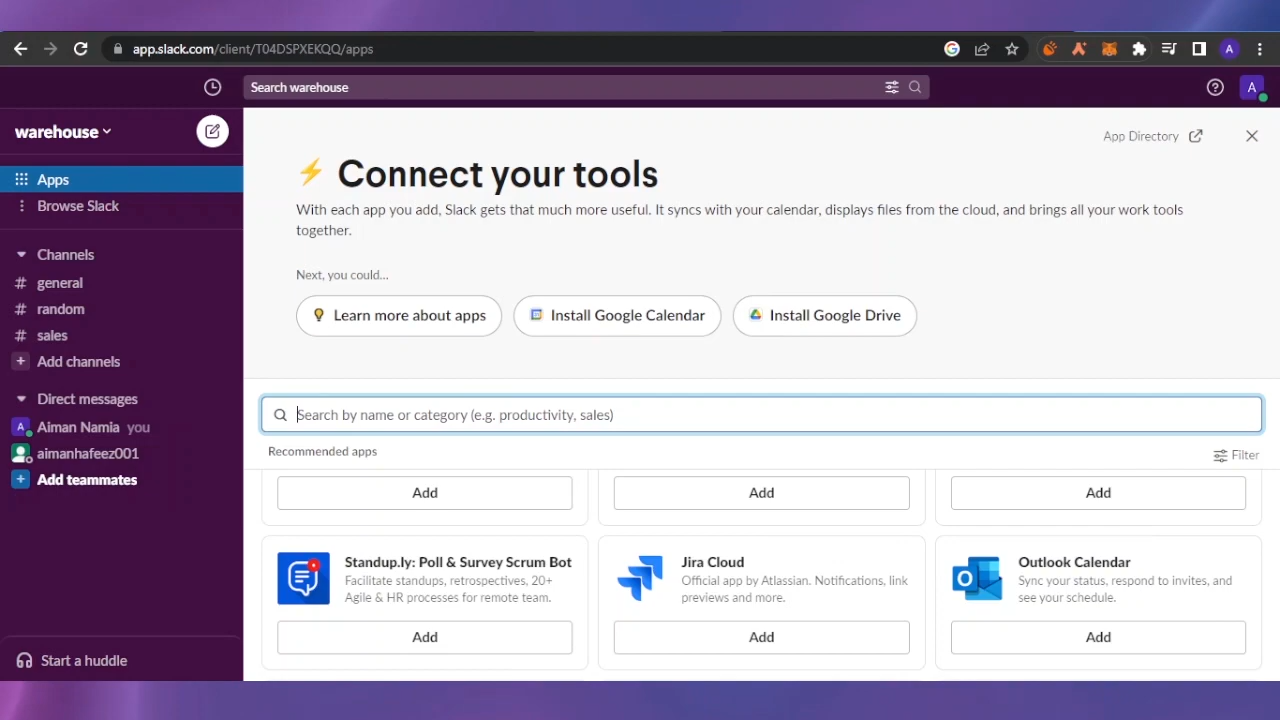 app.slack.com/client/T04DSPXEKQQ/apps
A
Search warehouse
A
warehouse
Apps
Browse Slack
Channels
# general
# random
# sales
+ Add channels
Direct messages
A Aiman Namia you
aimanhafeez001
+ Add teammates
Start a huddle
App Directory
Connect your tools
With each app you add, Slack gets that much more useful. It syncs with your calendar, displays files from the cloud, and brings all your work tools
together.
Next, you could...
Learn more about apps
Install Google Calendar
Install Google Drive
Search by name or category (e.g. productivity, sales)
Recommended apps
Filter
Add
Add
Add
Standup.ly: Poll & Survey Scrum Bot
Facilitate standups, retrospectives, 20+
Agile & HR processes for remote team.
Add
Jira Cloud
Official app by Atlassian. Notifications, link
previews and more.
Add
Outlook Calendar
Sync your status, respond to invites, and
see your schedule.
Add